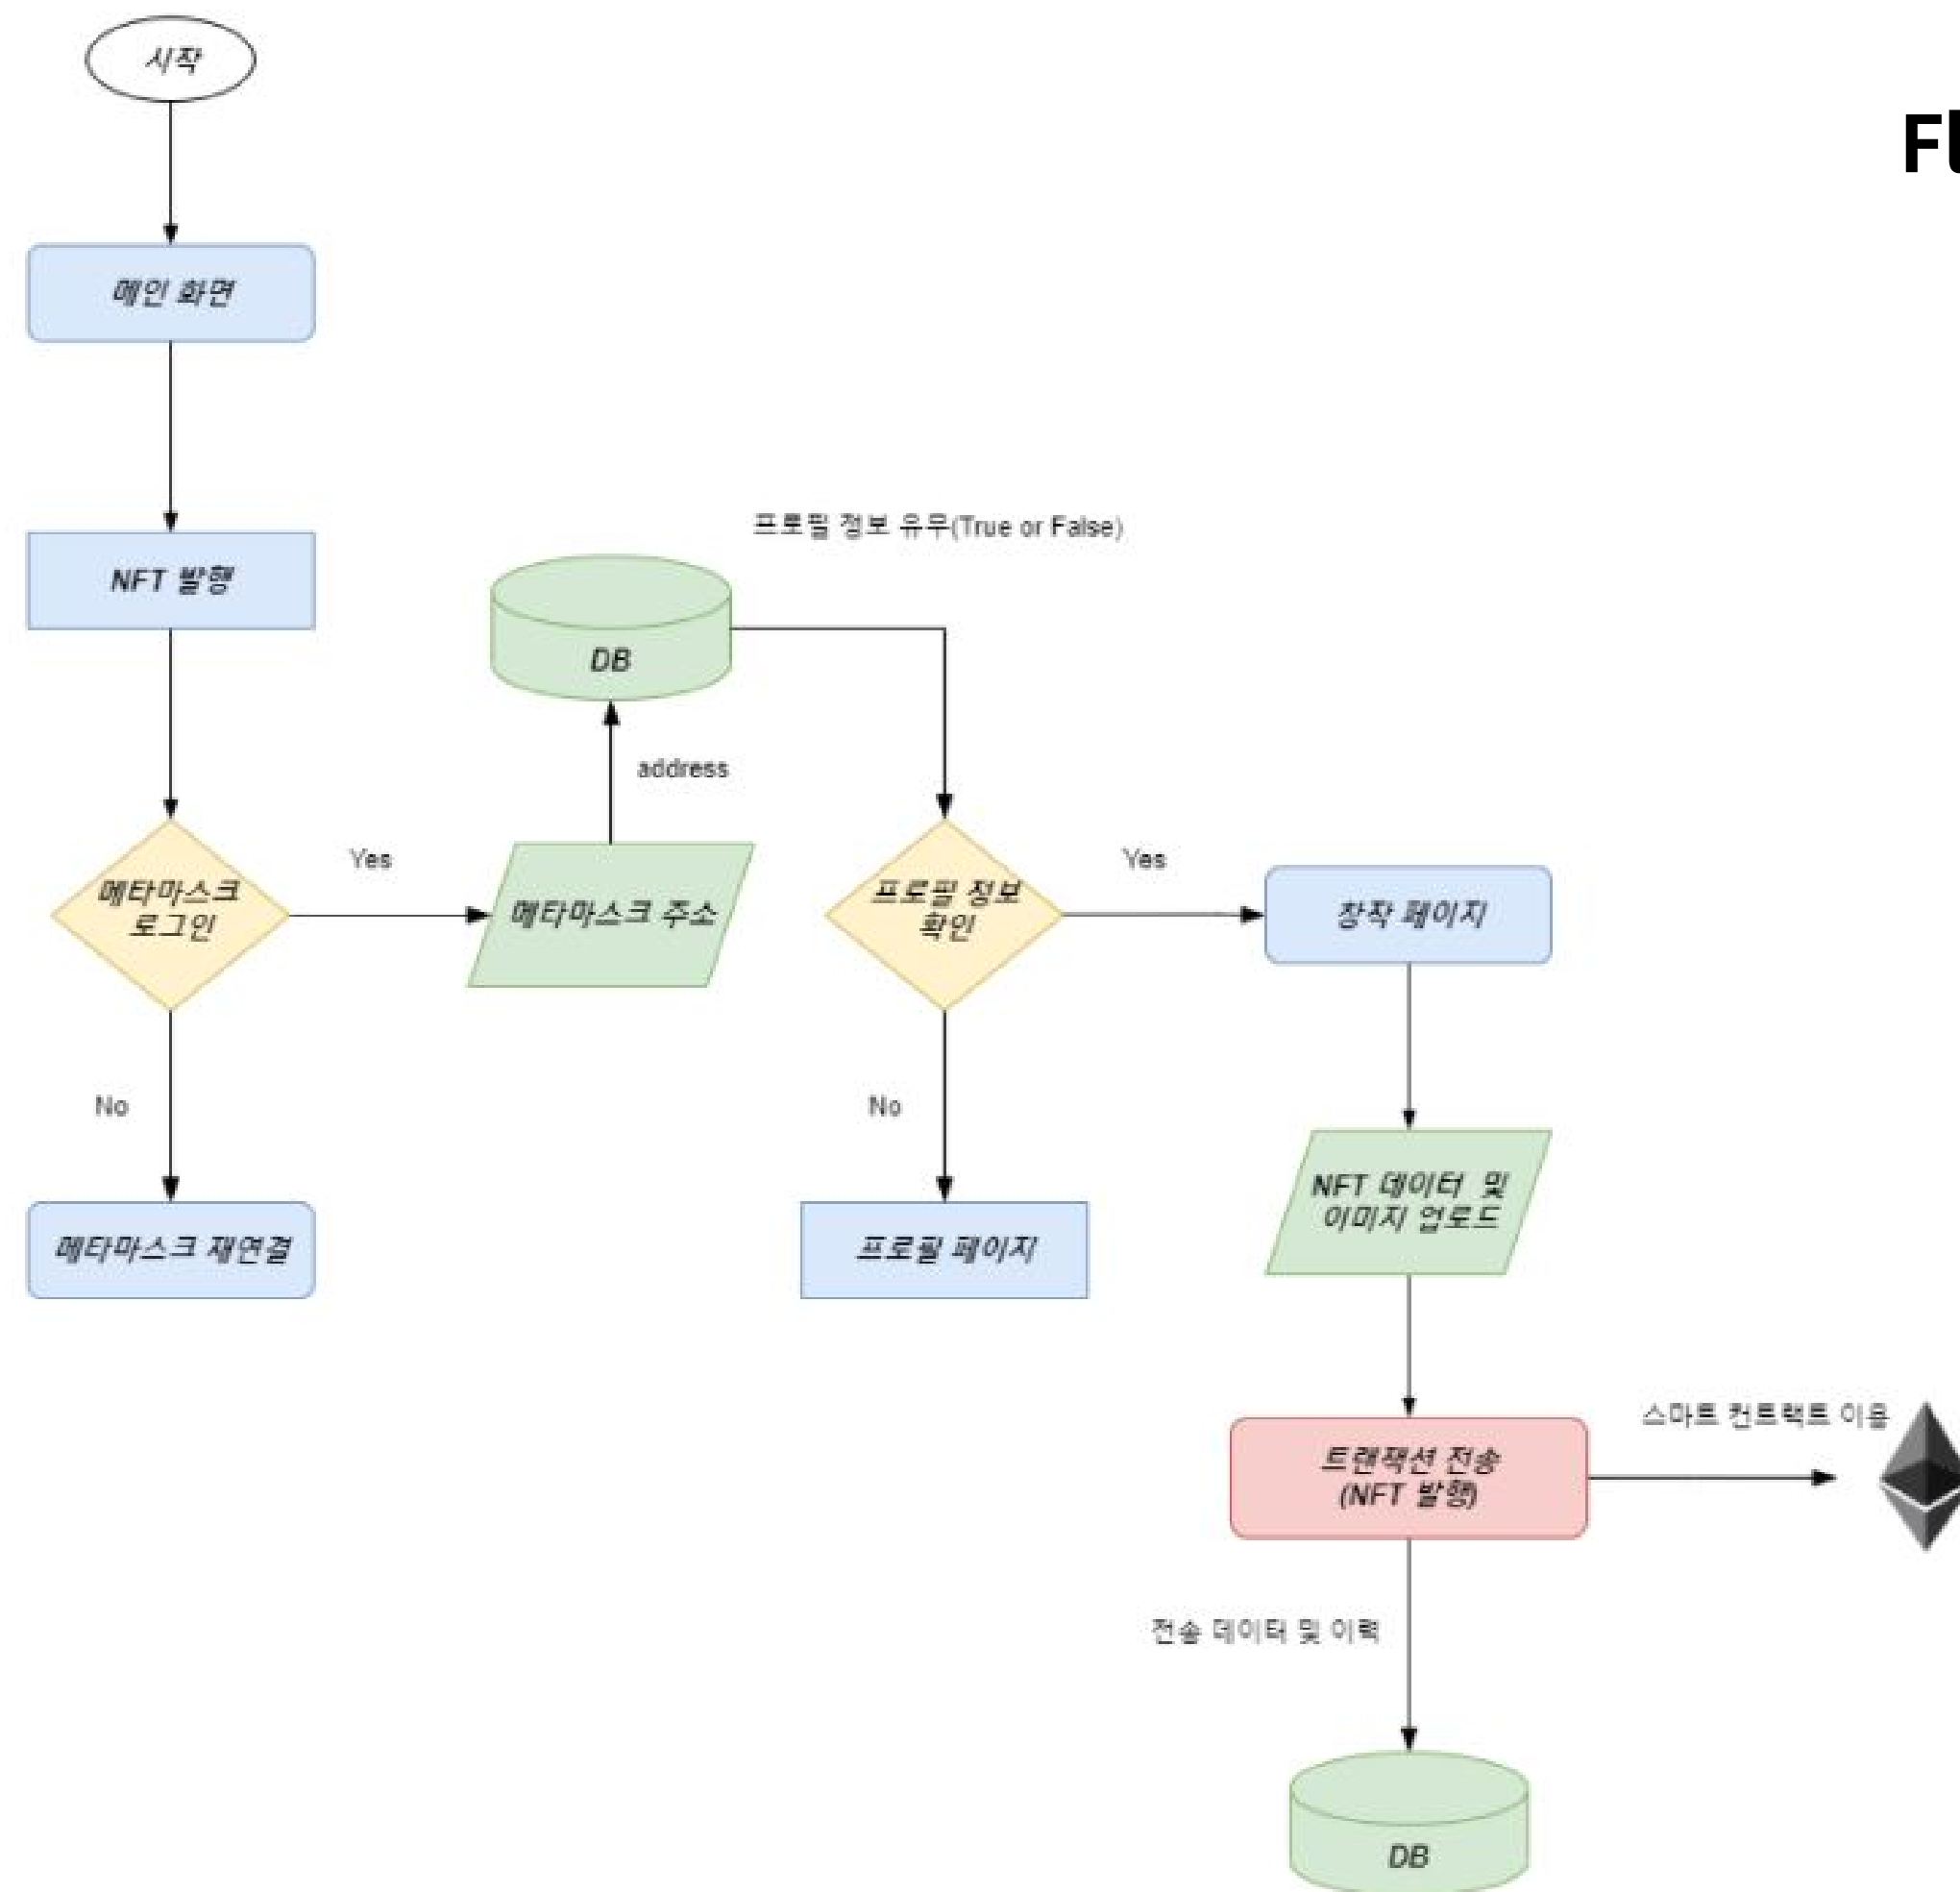 시작
Fl
메인 화면
프로필 정보 유무(True or False)
NFT 발행
DB
address
Yes
Yes
메타마스크
로그인
메타마스크 주소
프로필 정보
확인
창작 페이지
No
No
NFT 데이터 및
이미지 업로드
메타마스크 재연결
프로필 페이지
스마트 컨트랙트 이용
트랜잭션 전송
(NFT 발행)
전송 데이터 및 이력
DB